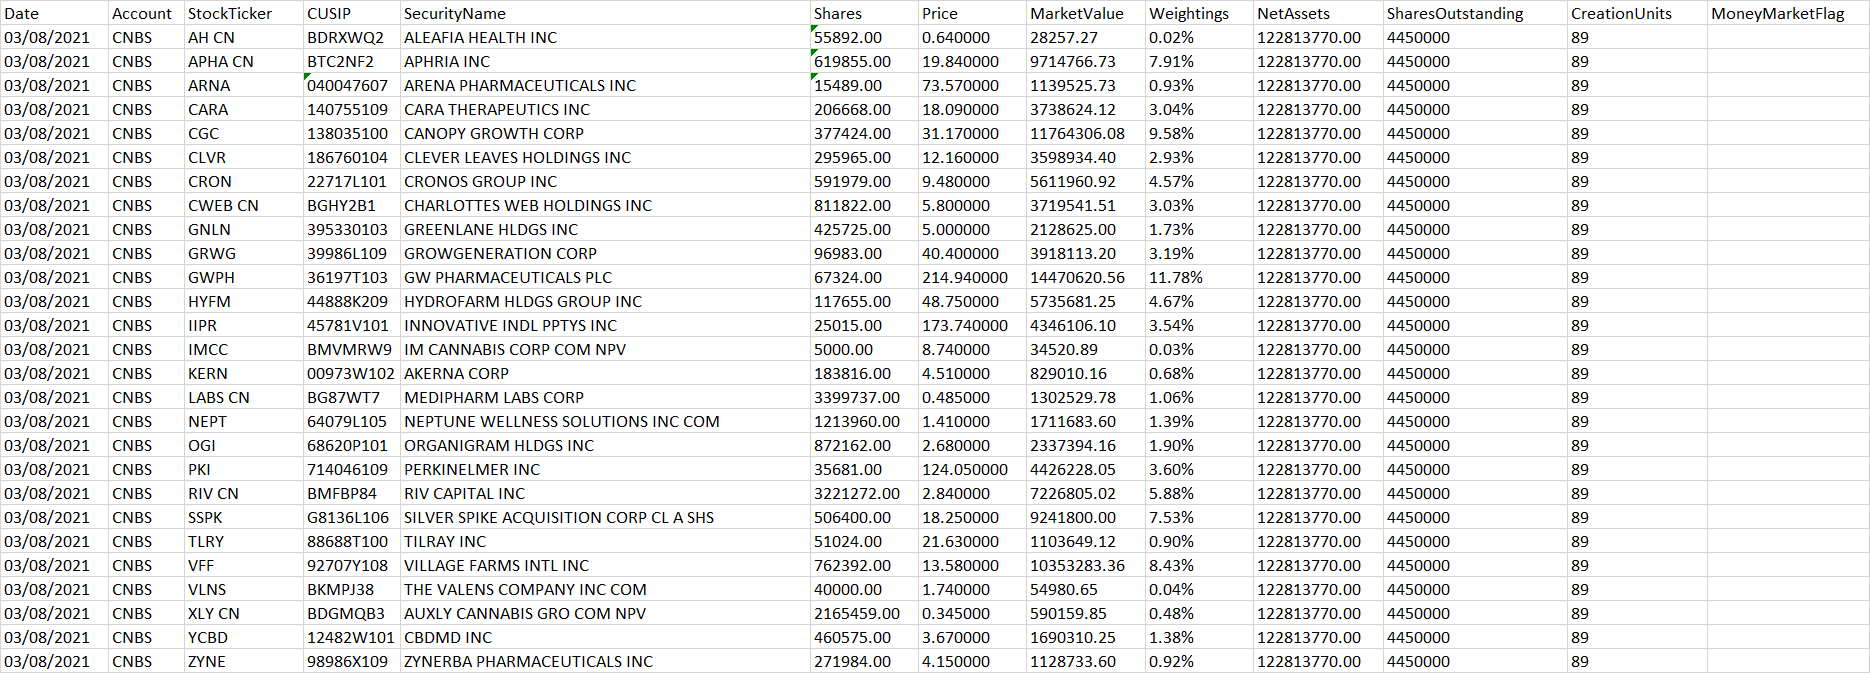 Date Account StockTicker CUSIP SecurityName Shares Price MarketValue Weightings NetAssets SharesOutstanding CreationUnits MoneyMarketFlag
03/08/2021 CNBS AH CN BDRXWQ2 ALEAFIA HEALTH INC 55892.00 0.640000 28257.27 0.02% 122813770.00 4450000 89
03/08/2021 CNBS APHA CN BTC2NF2 APHRIA INC 619855.00 19.840000 9714766.73 7.91% 122813770.00 4450000 89
03/08/2021 CNBS ARNA 040047607 ARENA PHARMACEUTICALS INC 15489.00 73.570000 1139525.73 0.93% 122813770.00 4450000 89
03/08/2021 CNBS CARA 140755109 CARA THERAPEUTICS INC 206668.00 18.090000 3738624.12 3.04% 122813770.00 4450000 89
03/08/2021 CNBS CGC 138035100 CANOPY GROWTH CORP 377424.00 31.170000 11764306.08 9.58% 122813770.00 4450000 89
03/08/2021 CNBS CLVR 186760104 CLEVER LEAVES HOLDINGS INC 295965.00 12.160000 3598934.40 2.93% 122813770.00 4450000 89
03/08/2021 CNBS CRON 22717L101 CRONOS GROUP INC 591979.00 9.480000 5611960.92 4.57% 122813770.00 4450000 89
03/08/2021 CNBS CWEB CN BGHY2B1 CHARLOTTES WEB HOLDINGS INC 811822.00 5.800000 3719541.51 3.03% 122813770.00 4450000 89
03/08/2021 CNBS GNLN 395330103 GREENLANE HLDGS INC 425725.00 5.000000 2128625.00 1.73% 122813770.00 4450000 89
03/08/2021 CNBS GRWG 39986L109 GROWGENERATION CORP 96983.00 40.400000 3918113.20 3.19% 122813770.00 4450000 89
03/08/2021 CNBS GWPH 36197T103 GW PHARMACEUTICALS PLC 67324.00 214.940000 14470620.56 11.78% 122813770.00 4450000 89
03/08/2021 CNBS HYFM 44888K209 HYDROFARM HLDGS GROUP INC 117655.00 48.750000 5735681.25 4.67% 122813770.00 4450000 89
03/08/2021 CNBS IIPR 45781V101 INNOVATIVE INDL PPTYS INC 25015.00 173.740000 4346106.10 3.54% 122813770.00 4450000 89
03/08/2021 CNBS IMCC BMVMRW9 IM CANNABIS CORP COM NPV 5000.00 8.740000 34520.89 0.03% 122813770.00 4450000 89
03/08/2021 CNBS KERN 00973W102 AKERNA CORP 183816.00 4.510000 829010.16 0.68% 122813770.00 4450000 89
03/08/2021 CNBS LABS CN BG87WT7 MEDIPHARM LABS CORP 3399737.00 0.485000 1302529.78 1.06% 122813770.00 4450000 89
03/08/2021 CNBS NEPT 64079L105 NEPTUNE WELLNESS SOLUTIONS INC COM 1213960.00 1.410000 1711683.60 1.39% 122813770.00 4450000 89
03/08/2021 CNBS OGI 68620P101 ORGANIGRAM HLDGS INC 872162.00 2.680000 2337394.16 1.90% 122813770.00 4450000 89
03/08/2021 CNBS PKI 714046109 PERKINELMER INC 35681.00 124.050000 4426228.05 3.60% 122813770.00 4450000 89
03/08/2021 CNBS RIV CN BMFBP84 RIV CAPITAL INC 3221272.00 2.840000 7226805.02 5.88% 122813770.00 4450000 89
03/08/2021 CNBS SSPK G8136L106 SILVER SPIKE ACQUISITION CORP CL A SHS 506400.00 18.250000 9241800.00 7.53% 122813770.00 4450000 89
03/08/2021 CNBS TLRY 88688T100 TILRAY INC 51024.00 21.630000 1103649.12 0.90% 122813770.00 4450000 89
03/08/2021 CNBS VFF 92707Y108 VILLAGE FARMS INTL INC 762392.00 13.580000 10353283.36 8.43% 122813770.00 4450000 89
03/08/2021 CNBS VLNS BKMPJ38 THE VALENS COMPANY INC COM 40000.00 1.740000 54980.65 0.04% 122813770.00 4450000 89
03/08/2021 CNBS XLY CN BDGMQB3 AUXLY CANNABIS GRO COM NPV 2165459.00 0.345000 590159.85 0.48% 122813770.00 4450000 89
03/08/2021 CNBS YCBD 12482W101 CBDMD INC 460575.00 3.670000 1690310.25 1.38% 122813770.00 4450000 89
03/08/2021 CNBS ZYNE 98986X109 ZYNERBA PHARMACEUTICALS INC 271984.00 4.150000 1128733.60 0.92% 122813770.00 4450000 89